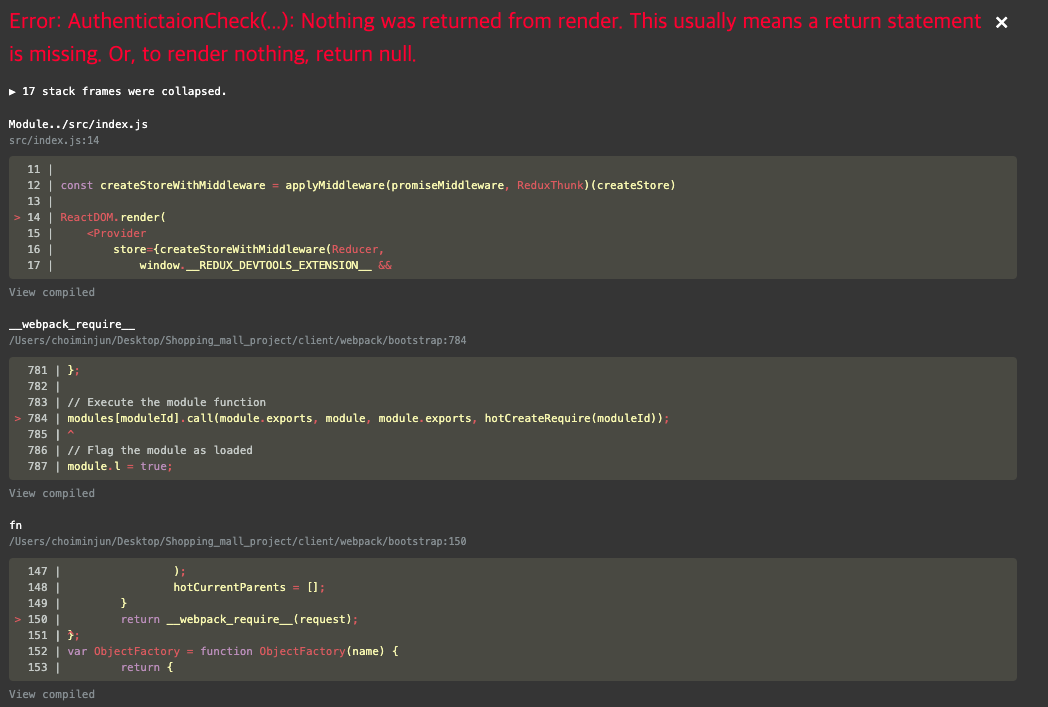 Error: AuthentictaionCheck(...): Nothing was returned from render. This usually means a return statement ×
is missing. Or, to render nothing, return null.
▶ 17 stack frames were collapsed.
Module../src/index.js
src/index.js:14
11 |
12 | const createStoreWithMiddleware = applyMiddleware(promiseMiddleware, ReduxThunk)(createStore)
13 |
> 14 | ReactDOM.render(
15 |     <Provider
16 |         store={createStoreWithMiddleware(Reducer,
17 |             window.__REDUX_DEVTOOLS_EXTENSION__ &&
View compiled
__webpack_require__
/Users/choiminjun/Desktop/Shopping_mall_project/client/webpack/bootstrap:784
781 | };
782 |
783 | // Execute the module function
> 784 | modules[moduleId].call(module.exports, module, module.exports, hotCreateRequire(moduleId));
785 | ^
786 | // Flag the module as loaded
787 | module.l = true;
View compiled
fn
/Users/choiminjun/Desktop/Shopping_mall_project/client/webpack/bootstrap:150
147 |                 );
148 |                 hotCurrentParents = [];
149 |         }
> 150 |         return __webpack_require__(request);
151 | };
152 | var ObjectFactory = function ObjectFactory(name) {
153 |         return {
View compiled